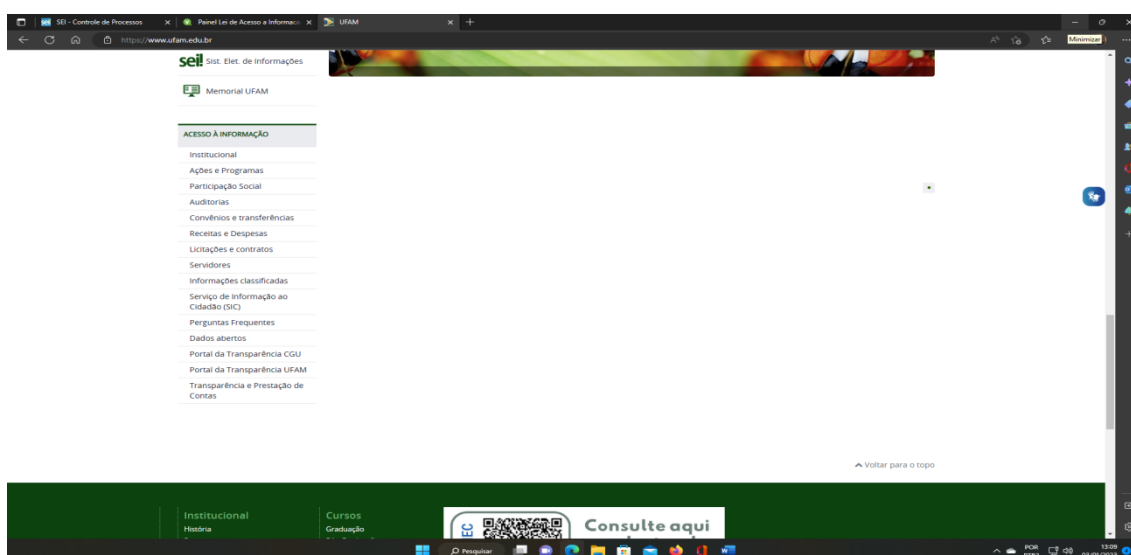 SEI - Controle de Processos
Painel Lei de Acesso a Informaca
UFAM
https://www.ufam.edu.br
Minimizar
sei! Sist. Elet. de Informações
Memorial UFAM
ACESSO À INFORMAÇÃO
Institucional
Ações e Programas
Participação Social
Auditorias
Convênios e transferências
Receitas e Despesas
Licitações e contratos
Servidores
Informações classificadas
Serviço de Informação ao
Cidadão (SIC)
Perguntas Frequentes
Dados abertos
Portal da Transparência CGU
Portal da Transparência UFAM
Transparência e Prestação de
Contas
Voltar para o topo
Institucional
História
Cursos
Graduação
EC
Consulte aqui
Pesquisar
POR
13:09